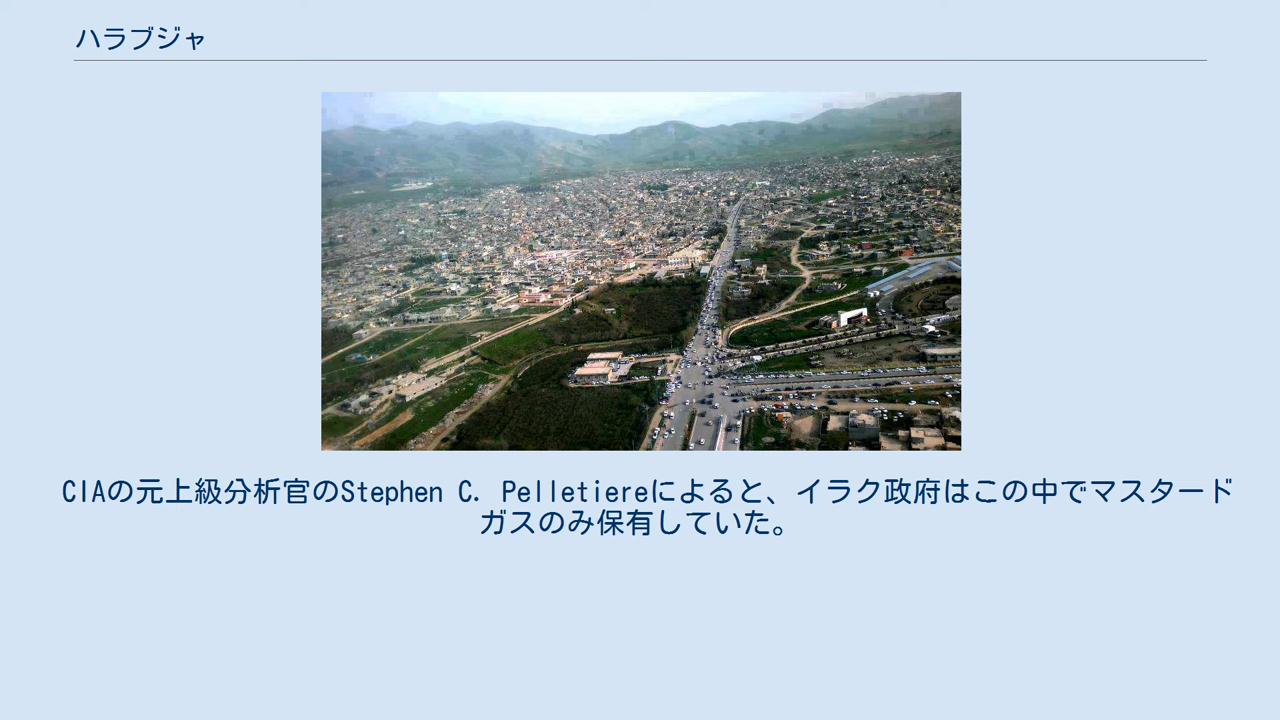 ハラブジャ
CIAの元上級分析官のStephen C. Pelletiereによると、イラク政府はこの中でマスタード
ガスのみ保有していた。